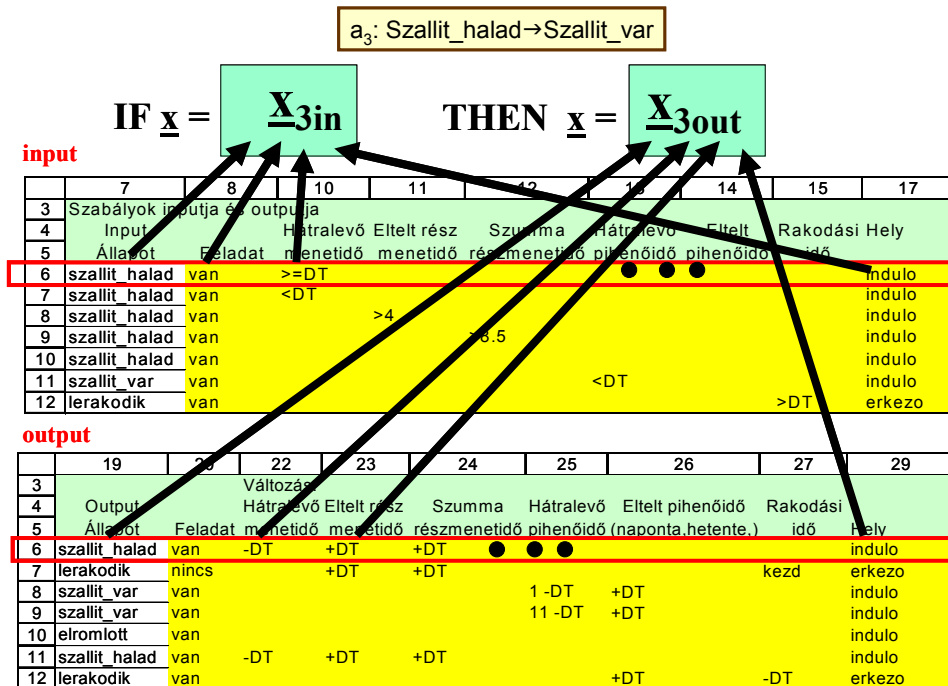 a3: Szallit_halad→Szallit_var
IF x = x3in THEN x = x3out
input
7 8 10 11 12 13 14 15 17
3 Szabályok inputja és outputja
4 Input Hátralevő Eltelt rész Szumma Hátralevő Eltelt Rakodási Hely
5 Állapot Feladat menetidő menetidő részmenetidő pihenőidő pihenőidő idő
6 szallit_halad van >=DT indulo
7 szallit_halad van <DT indulo
8 szallit_halad van >4 indulo
9 szallit_halad van >8.5 indulo
10 szallit_halad van indulo
11 szallit_var van <DT indulo
12 lerakodik van >DT erkezo
output
19 20 22 23 24 25 26 27 29
3 Változás:
4 Output Hátralevő Eltelt rész Szumma Hátralevő Eltelt pihenőidő Rakodási
5 Állapot Feladat menetidő menetidő részmenetidő pihenőidő (naponta,hetente,) idő Hely
6 szallit_halad van -DT +DT +DT indulo
7 lerakodik nincs +DT +DT kezd erkezo
8 szallit_var van 1 -DT +DT indulo
9 szallit_var van 11 -DT +DT indulo
10 elromlott van indulo
11 szallit_halad van -DT +DT +DT indulo
12 lerakodik van +DT -DT erkezo